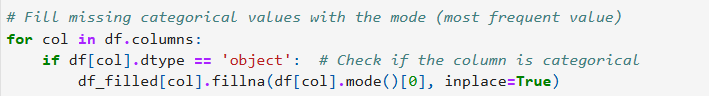 # Fill missing categorical values with the mode (most frequent value)
for col in df.columns:
    if df[col].dtype == 'object':  # Check if the column is categorical
        df_filled[col].fillna(df[col].mode()[0], inplace=True)